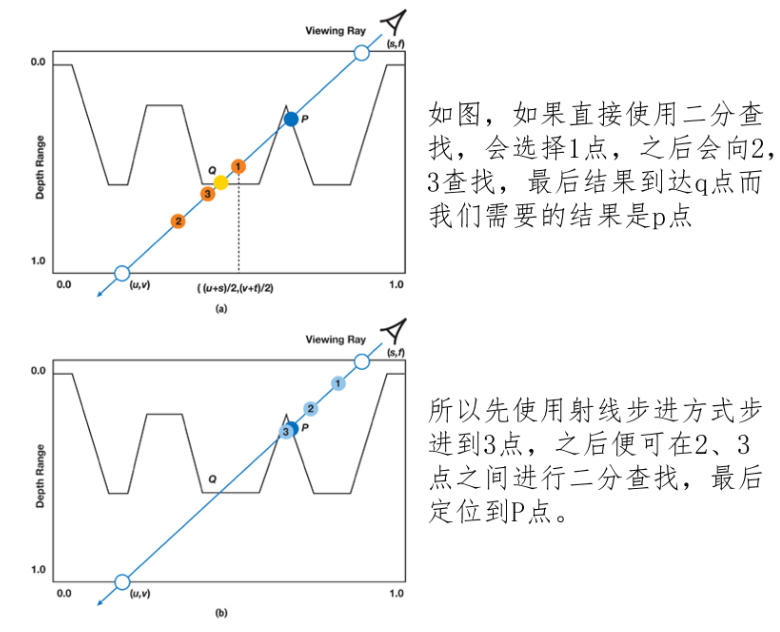 Viewing Ray
(s,t)
0.0
Depth Range
1.0
P
Q
1
3
2
0.0
(u,v)
( (u+s)/2,(v+t)/2)
1.0
(a)
如图，如果直接使用二分查
找，会选择1点，之后会向2，
3查找，最后结果到达q点而
我们需要的结果是p点
Viewing Ray
(s,t)
0.0
Depth Range
1.0
1
2
3
P
Q
0.0
(u,v)
1.0
(b)
所以先使用射线步进方式步
进到3点，之后便可在2、3
点之间进行二分查找，最后
定位到P点。